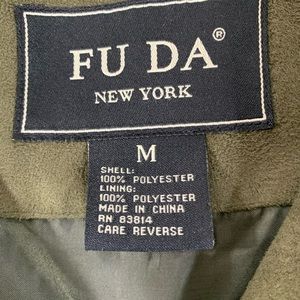 FU DA®
NEW YORK
M
SHELL:
100% POLYESTER
LINING:
100% POLYESTER
MADE IN CHINA
RN 83814
CARE REVERSE